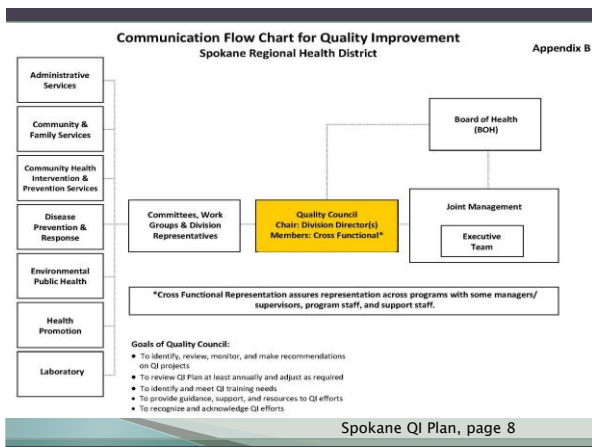 Communication Flow Chart for Quality Improvement
Spokane Regional Health District
Appendix B
Administrative
Services
Community &
Family Services
Community Health
Intervention &
Prevention Services
Disease
Prevention &
Response
Environmental
Public Health
Health
Promotion
Laboratory
Committees, Work
Groups & Division
Representatives
Quality Council
Chair: Division Director(s)
Members: Cross Functional*
Board of Health
(BOH)
Joint Management
Executive
Team
*Cross Functional Representation assures representation across programs with some managers/
supervisors, program staff, and support staff.
Goals of Quality Council:
• To identify, review, monitor, and make recommendations
on QI projects
• To review QI Plan at least annually and adjust as required
• To identify and meet QI training needs
• To provide guidance, support, and resources to QI efforts
• To recognize and acknowledge QI efforts
Spokane QI Plan, page 8